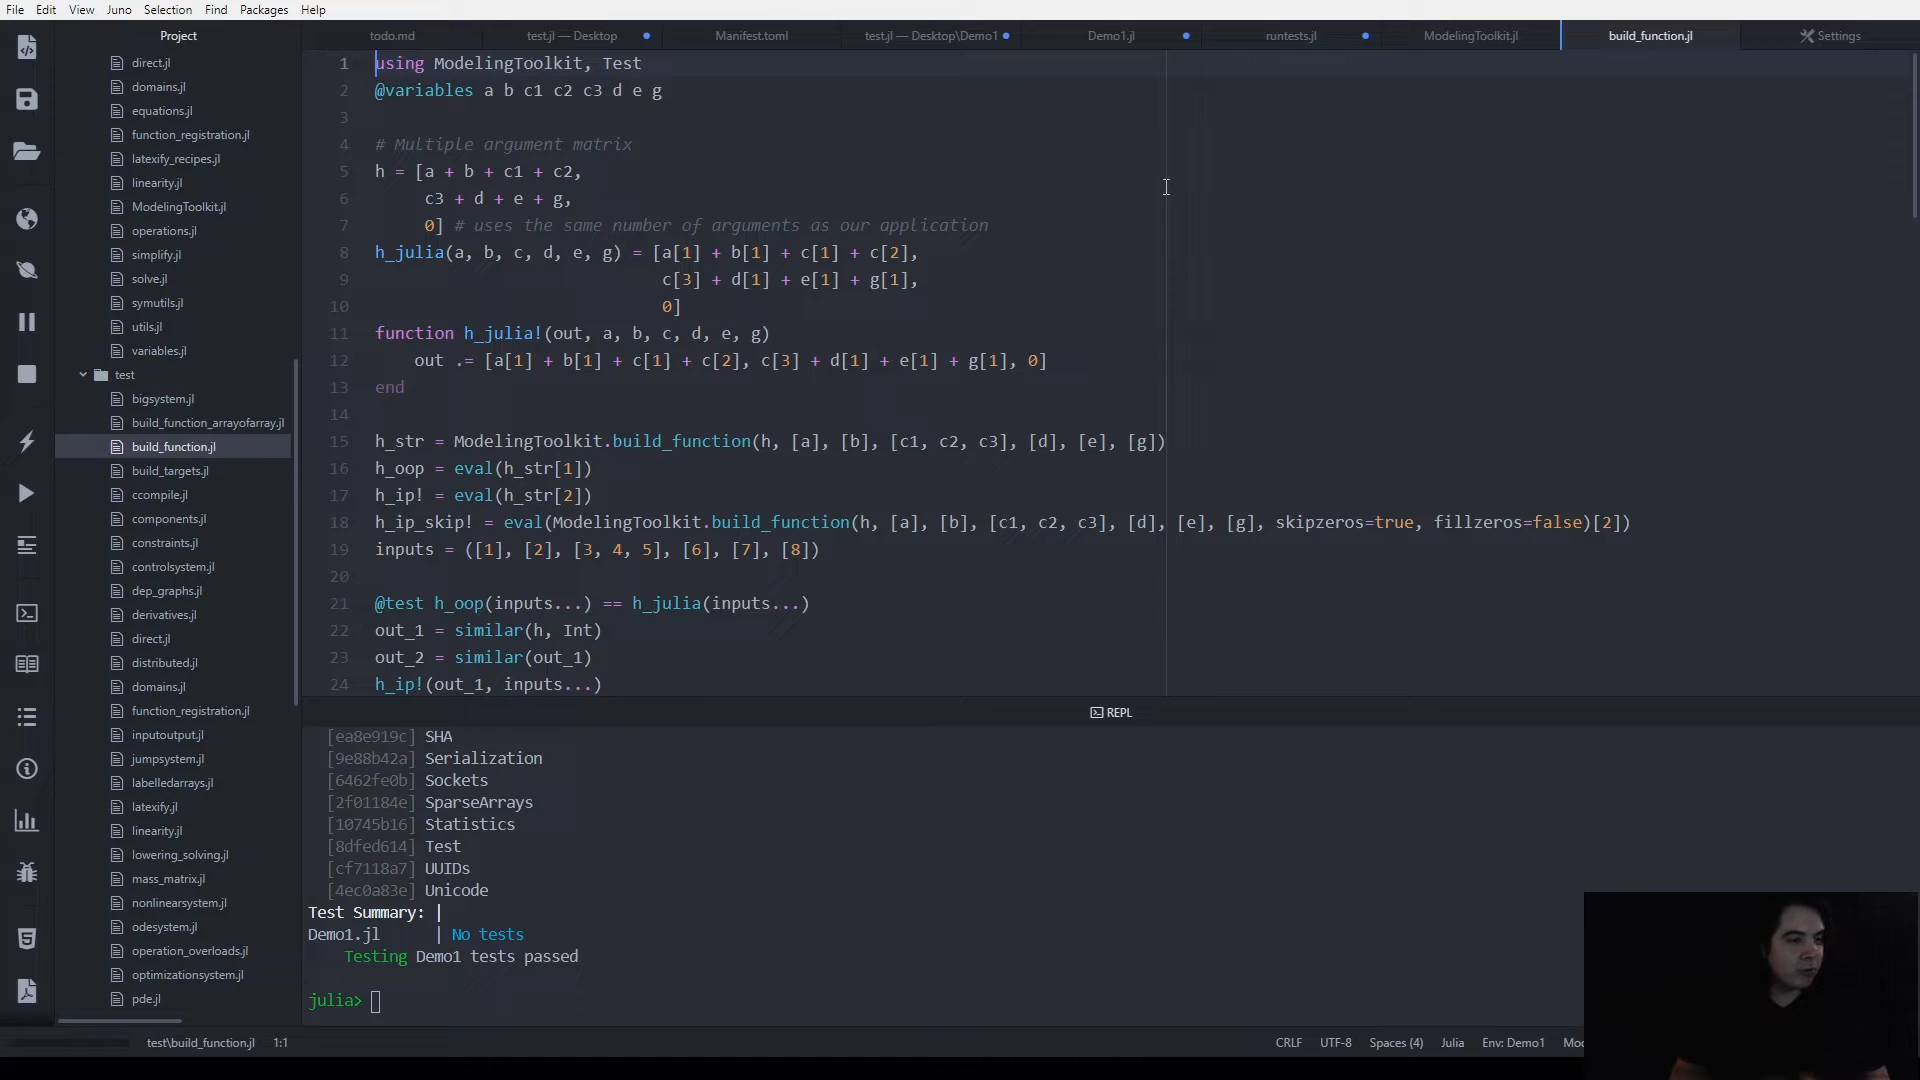 File Edit View Juno Selection Find Packages Help
Project
direct.jl
domains.jl
equations.jl
function_registration.jl
latexify_recipes.jl
linearity.jl
ModelingToolkit.jl
operations.jl
simplify.jl
solve.jl
symutils.jl
utils.jl
variables.jl
test
bigsystem.jl
build_function_arrayofarray.jl
build_function.jl
build_targets.jl
ccompile.jl
components.jl
constraints.jl
controlsystem.jl
dep_graphs.jl
derivatives.jl
direct.jl
distributed.jl
domains.jl
function_registration.jl
inputoutput.jl
jumpsystem.jl
labelledarrays.jl
latexify.jl
linearity.jl
lowering_solving.jl
mass_matrix.jl
nonlinearsystem.jl
odesystem.jl
operation_overloads.jl
optimizationsystem.jl
pde.jl
todo.md test.jl — Desktop Manifest.toml test.jl — Desktop\Demo1 Demo1.jl runtests.jl ModelingToolkit.jl build_function.jl Settings
1 using ModelingToolkit, Test
2 @variables a b c1 c2 c3 d e g
3
4 # Multiple argument matrix
5 h = [a + b + c1 + c2,
6 c3 + d + e + g,
7 0] # uses the same number of arguments as our application
8 h_julia(a, b, c, d, e, g) = [a[1] + b[1] + c[1] + c[2],
9 c[3] + d[1] + e[1] + g[1],
10 0]
11 function h_julia!(out, a, b, c, d, e, g)
12 out .= [a[1] + b[1] + c[1] + c[2], c[3] + d[1] + e[1] + g[1], 0]
13 end
14
15 h_str = ModelingToolkit.build_function(h, [a], [b], [c1, c2, c3], [d], [e], [g])
16 h_oop = eval(h_str[1])
17 h_ip! = eval(h_str[2])
18 h_ip_skip! = eval(ModelingToolkit.build_function(h, [a], [b], [c1, c2, c3], [d], [e], [g], skipzeros=true, fillzeros=false)[2])
19 inputs = ([1], [2], [3, 4, 5], [6], [7], [8])
20
21 @test h_oop(inputs...) == h_julia(inputs...)
22 out_1 = similar(h, Int)
23 out_2 = similar(out_1)
24 h_ip!(out_1, inputs...)
REPL
[ea8e919c] SHA
[9e88b42a] Serialization
[6462fe0b] Sockets
[2f01184e] SparseArrays
[10745b16] Statistics
[8dfed614] Test
[cf7118a7] UUIDs
[4ec0a83e] Unicode
Test Summary: |
Demo1.jl | No tests
Testing Demo1 tests passed
julia>
test\build_function.jl 1:1 CRLF UTF-8 Spaces (4) Julia Env: Demo1